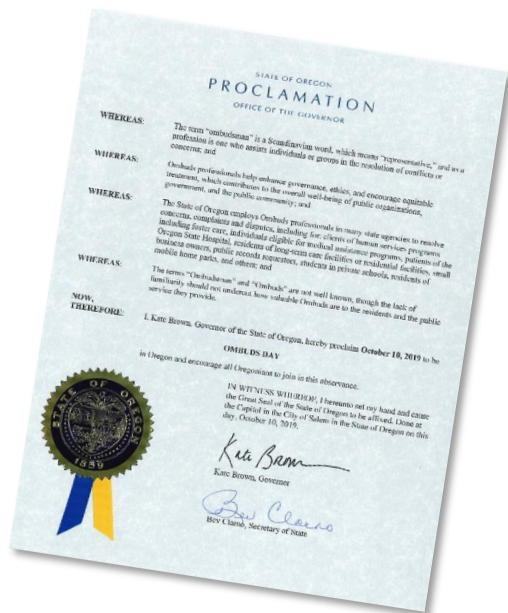 STATE OF OREGON
PROCLAMATION
OFFICE OF THE GOVERNOR
WHEREAS:
The term "ombudsman" is a Scandinavian word, which means "representative," and as a
profession is one who assists individuals or groups in the resolution of conflicts or
concerns; and
WHEREAS:
Ombuds professionals help enhance governance, ethics, and encourage equitable
treatment, which contributes to the overall well-being of public organizations,
government, and the public community; and
WHEREAS:
The State of Oregon employs Ombuds professionals in many state agencies to resolve
concerns, complaints and disputes, including for: clients of human services programs
including foster care, individuals eligible for medical assistance programs, patients of the
Oregon State Hospital, residents of long-term care facilities or residential facilities, small
business owners, public records requestors, students in private schools, residents of
mobile home parks, and others; and
WHEREAS:
The terms "Ombudsman" and "Ombuds" are not well known, though the lack of
familiarity should not undercut how valuable Ombuds are to the residents and the public
service they provide.
NOW,
THEREFORE:
I, Kate Brown, Governor of the State of Oregon, hereby proclaim October 10, 2019 to be
OMBUDS DAY
in Oregon and encourage all Oregonians to join in this observance.
IN WITNESS WHEREOF, I hereunto set my hand and cause
the Great Seal of the State of Oregon to be affixed. Done at
the Capitol in the City of Salem in the State of Oregon on this
day, October 10, 2019.
STATE OF OREGON
1859
Kate Brown
Kate Brown, Governor
Bev Clarno
Bev Clarno, Secretary of State